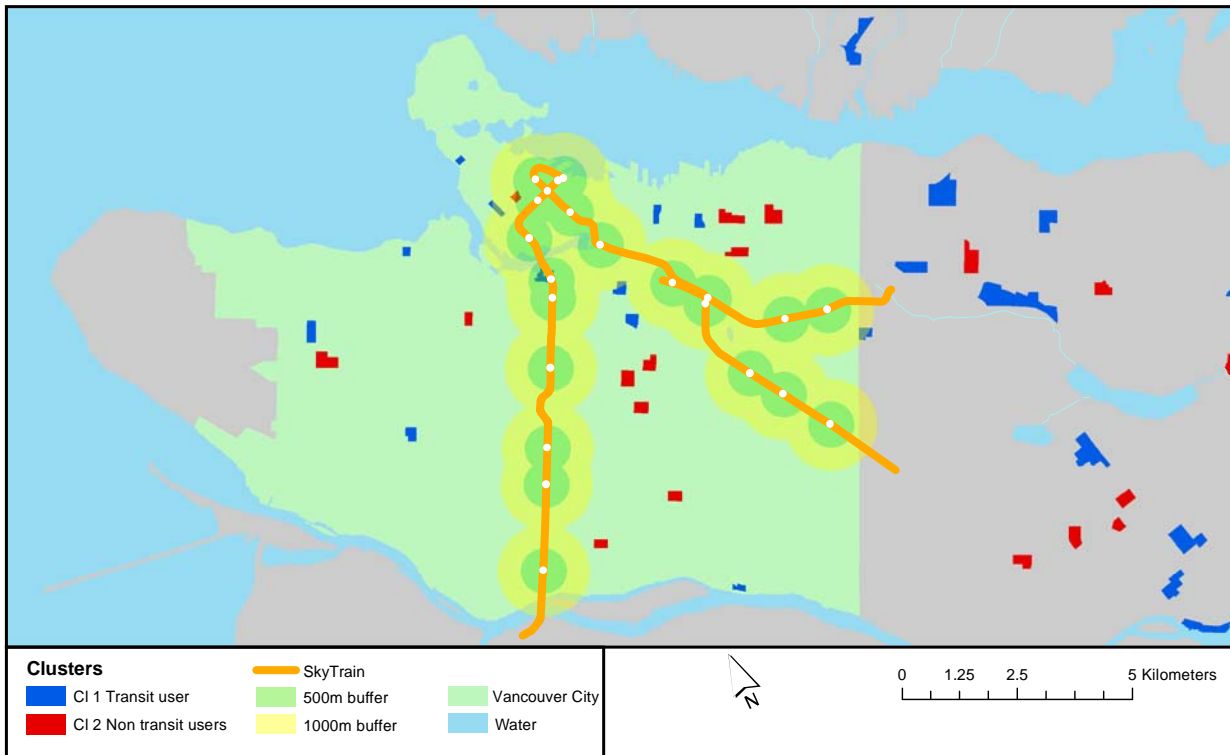 Clusters
Cl 1 Transit user
Cl 2 Non transit users
SkyTrain
500m buffer
1000m buffer
Vancouver City
Water
N
0 1.25 2.5 5 Kilometers